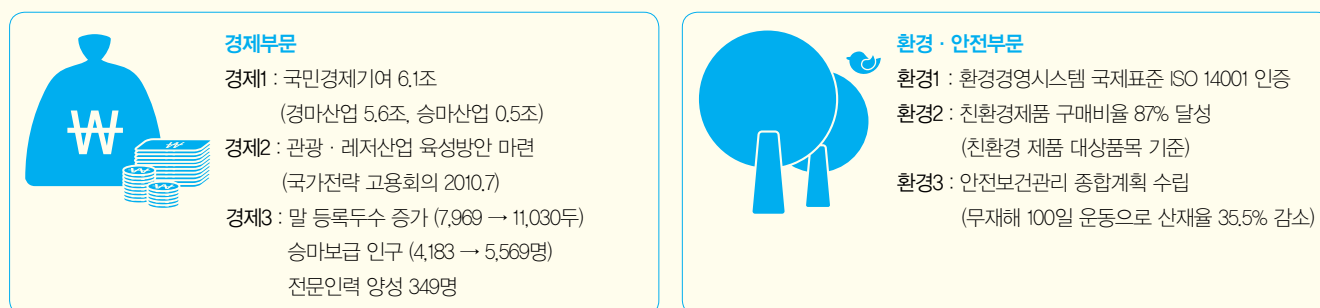 경제부문
경제1 : 국민경제기여 6.1조
(경마산업 5.6조, 승마산업 0.5조)
경제2 : 관광 · 레저산업 육성방안 마련
(국가전략 고용회의 2010.7)
경제3 : 말 등록두수 증가 (7,969 → 11,030두)
승마보급 인구 (4,183 → 5,569명)
전문인력 양성 349명
환경 · 안전부문
환경1 : 환경경영시스템 국제표준 ISO 14001 인증
환경2 : 친환경제품 구매비율 87% 달성
(친환경 제품 대상품목 기준)
환경3 : 안전보건관리 종합계획 수립
(무재해 100일 운동으로 산재율 35.5% 감소)